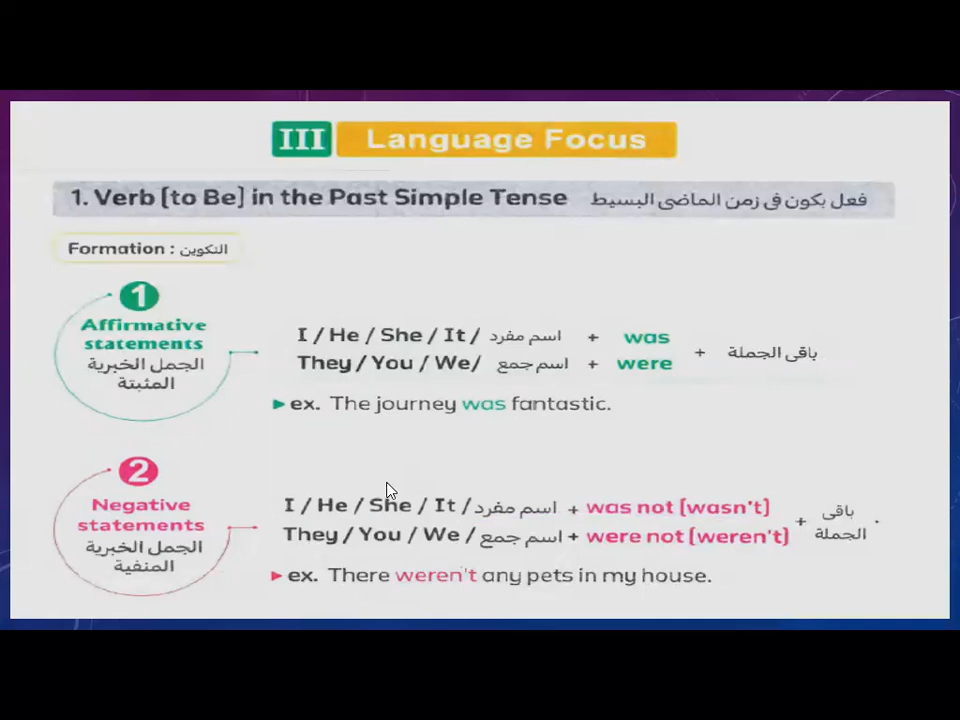 III Language Focus
1. Verb [to Be] in the Past Simple Tense فعل يكون فى زمن الماضى البسيط
Formation : التكوين
1
Affirmative
statements
الجمل الخبرية
المثبتة
I / He / She / It / اسم مفرد + was
They / You / We/ اسم جمع + were
+ باقى الجملة
▶ ex. The journey was fantastic.
2
Negative
statements
الجمل الخبرية
المنفية
I / He / She / It / اسم مفرد + was not [wasn't]
They / You / We / اسم جمع + were not [weren't]
+ باقى
الجملة
▶ ex. There weren't any pets in my house.